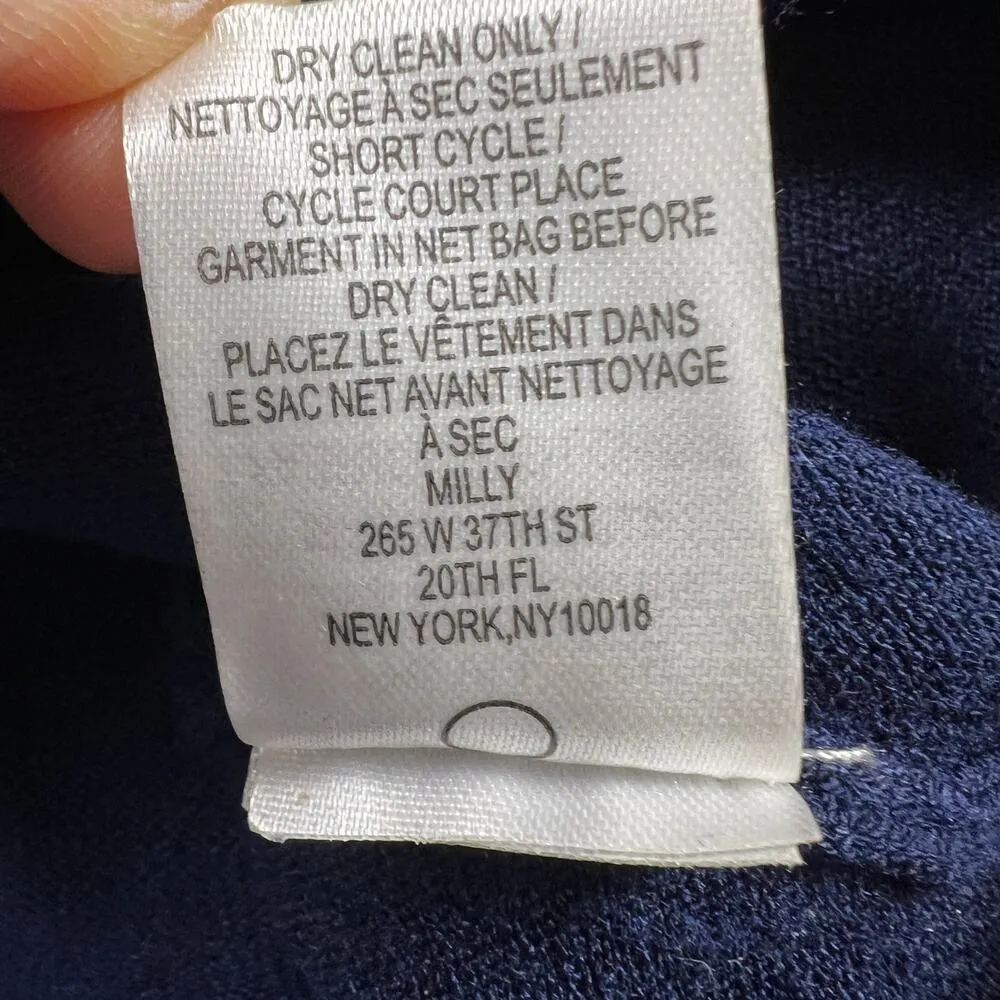 DRY CLEAN ONLY /
NETTOYAGE À SEC SEULEMENT
SHORT CYCLE /
CYCLE COURT PLACE
GARMENT IN NET BAG BEFORE
DRY CLEAN /
PLACEZ LE VÊTEMENT DANS
LE SAC NET AVANT NETTOYAGE
À SEC
MILLY
265 W 37TH ST
20TH FL
NEW YORK,NY10018